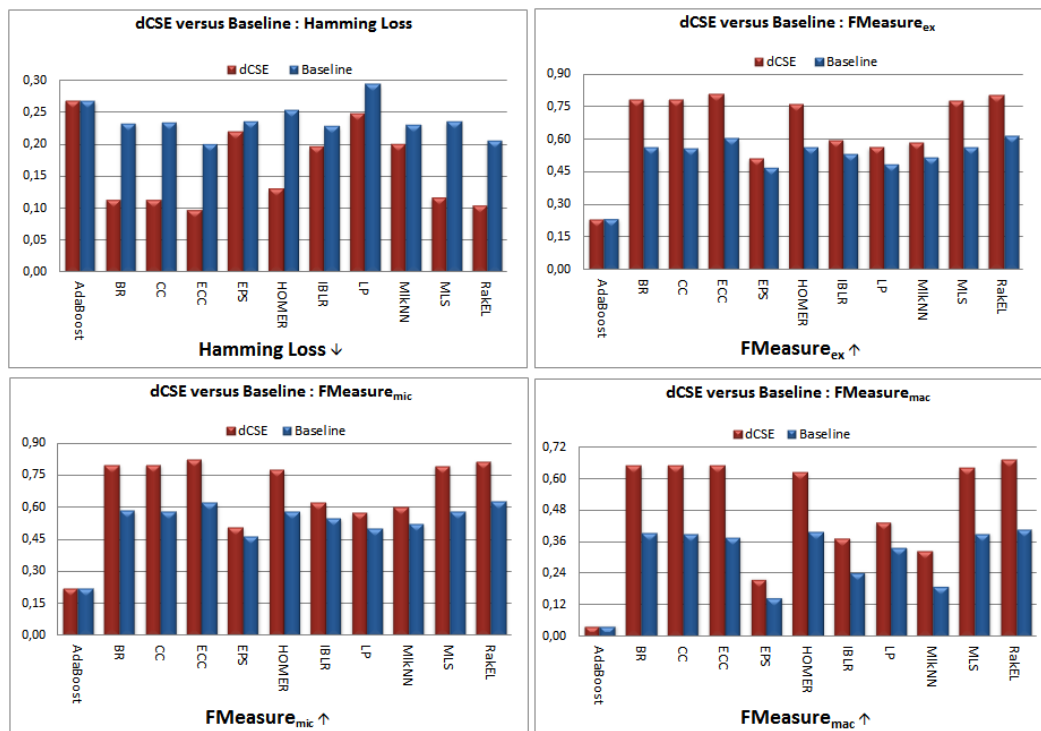 dCSE versus Baseline : Hamming Loss
dCSE Baseline
0,30
0,25
0,20
0,15
0,10
0,05
0,00
AdaBoost
BR
CC
ECC
EPS
HOMER
IBLR
LP
MlkNN
MLS
RakEL
Hamming Loss ↓
dCSE versus Baseline : FMeasureex
dCSE Baseline
0,90
0,75
0,60
0,45
0,30
0,15
0,00
AdaBoost
BR
CC
ECC
EPS
HOMER
IBLR
LP
MlkNN
MLS
RakEL
FMeasureex ↑
dCSE versus Baseline : FMeasuremic
dCSE Baseline
0,90
0,75
0,60
0,45
0,30
0,15
0,00
AdaBoost
BR
CC
ECC
EPS
HOMER
IBLR
LP
MlkNN
MLS
RakEL
FMeasuremic ↑
dCSE versus Baseline : FMeasuremac
dCSE Baseline
0,72
0,60
0,48
0,36
0,24
0,12
0,00
AdaBoost
BR
CC
ECC
EPS
HOMER
IBLR
LP
MlkNN
MLS
RakEL
FMeasuremac ↑